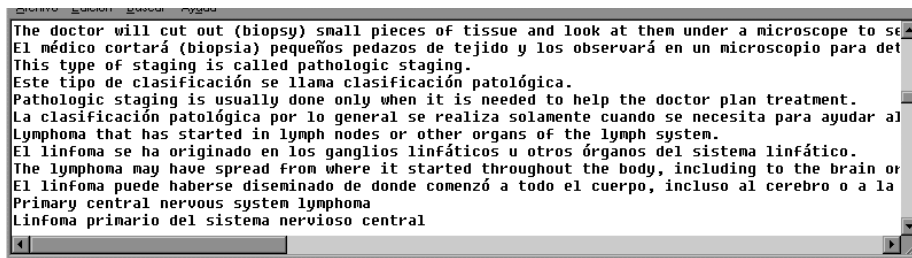 Archivo Edición Buscar Ayuda
The doctor will cut out (biopsy) small pieces of tissue and look at them under a microscope to se
El médico cortará (biopsia) pequeños pedazos de tejido y los observará en un microscopio para det
This type of staging is called pathologic staging.
Este tipo de clasificación se llama clasificación patológica.
Pathologic staging is usually done only when it is needed to help the doctor plan treatment.
La clasificación patológica por lo general se realiza solamente cuando se necesita para ayudar al
Lymphoma that has started in lymph nodes or other organs of the lymph system.
El linfoma se ha originado en los ganglios linfáticos u otros órganos del sistema linfático.
The lymphoma may have spread from where it started throughout the body, including to the brain or
El linfoma puede haberse diseminado de donde comenzó a todo el cuerpo, incluso al cerebro o a la
Primary central nervous system lymphoma
Linfoma primario del sistema nervioso central